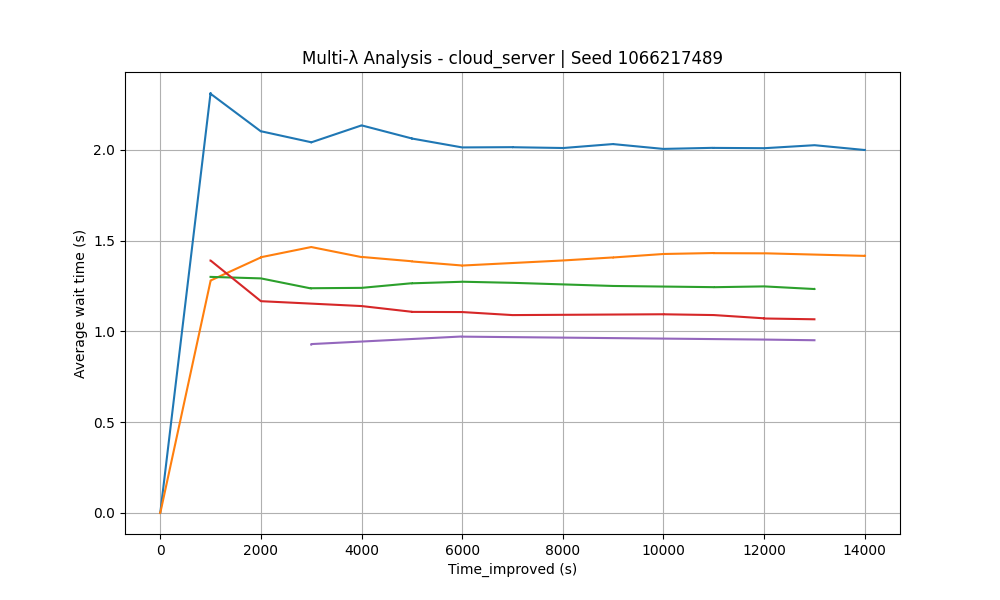 Multi-λ Analysis - cloud_server | Seed 1066217489
Average wait time (s)
2.0
1.5
1.0
0.5
0.0
0 2000 4000 6000 8000 10000 12000 14000
Time_improved (s)